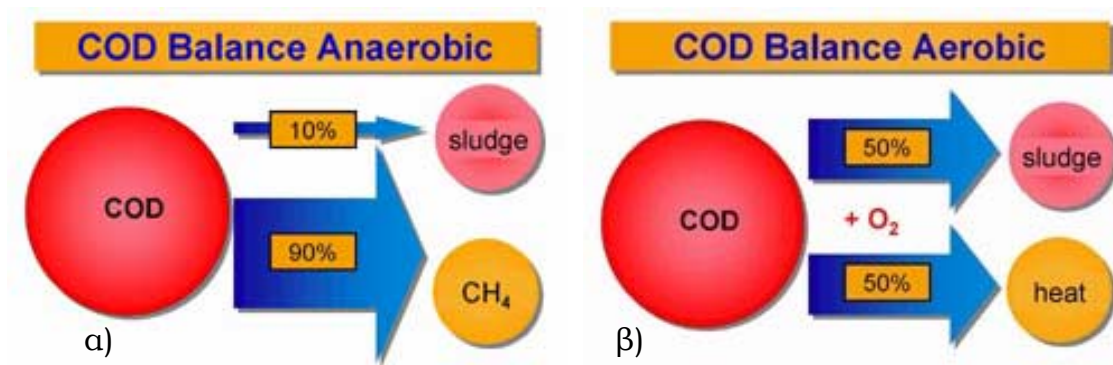 COD Balance Anaerobic
COD
10%
sludge
90%
CH₄
α)
COD Balance Aerobic
COD
50%
sludge
+ O₂
50%
heat
β)